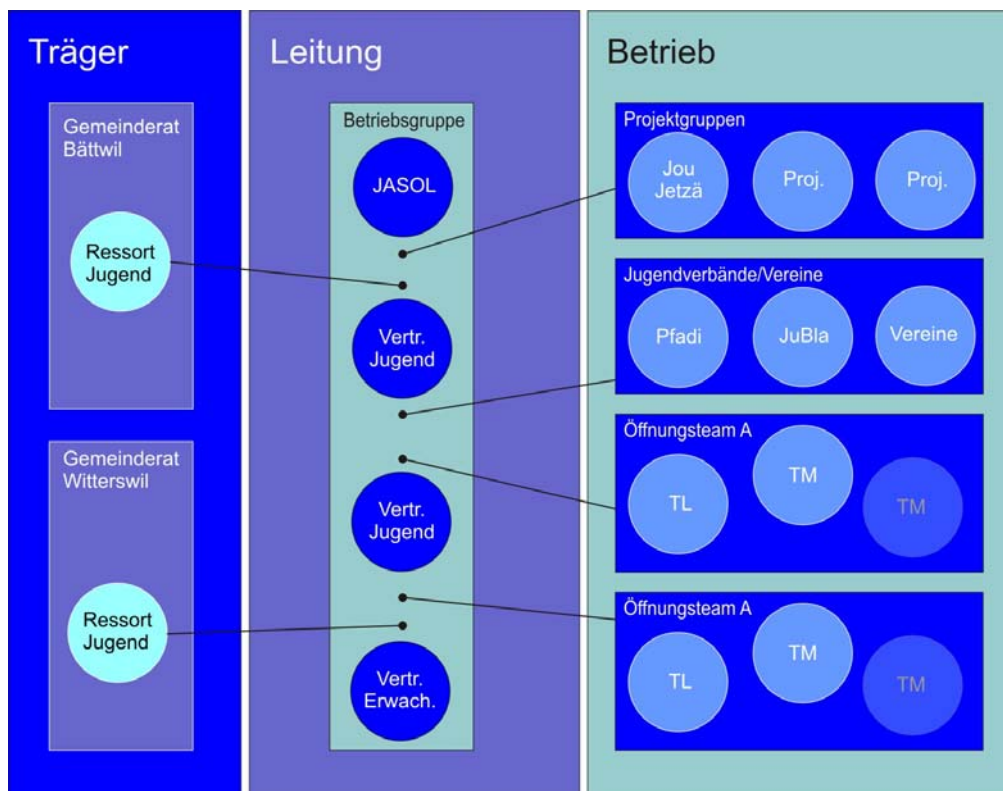 Träger
Gemeinderat
Bättwil
Ressort
Jugend
Gemeinderat
Witterswil
Ressort
Jugend
Leitung
Betriebsgruppe
JASOL
Vertr.
Jugend
Vertr.
Jugend
Vertr.
Erwach.
Betrieb
Projektgruppen
Jou
Jetzä
Proj.
Proj.
Jugendverbände/Vereine
Pfadi
JuBla
Vereine
Öffnungsteam A
TL
TM
TM
Öffnungsteam A
TL
TM
TM